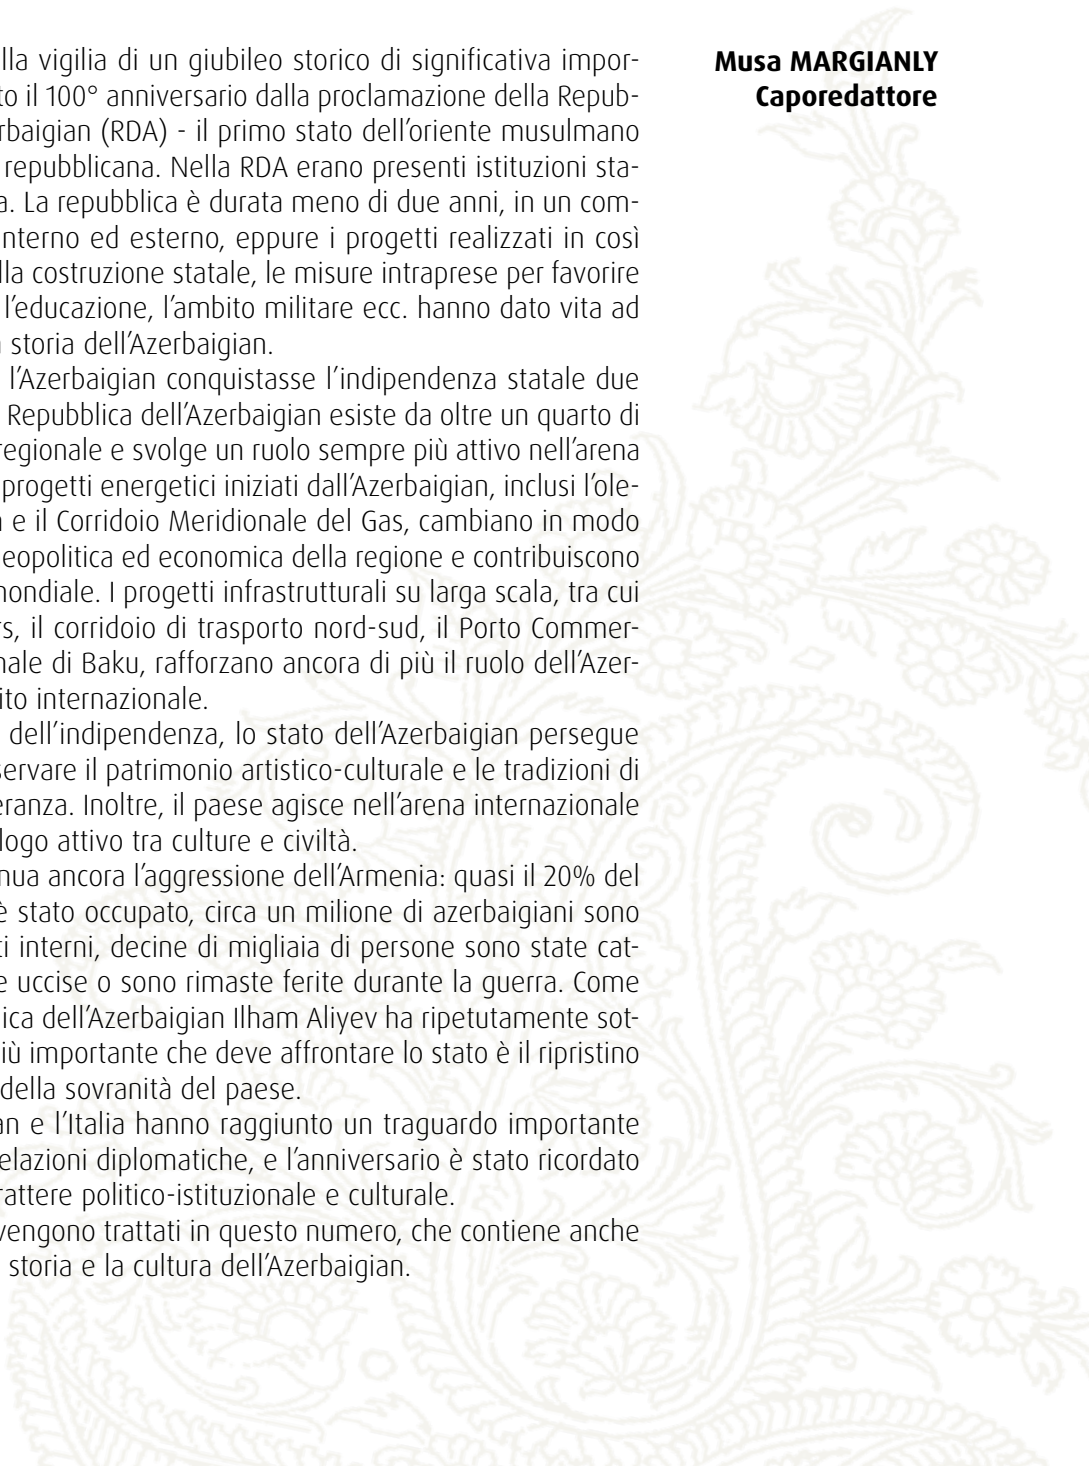 lla vigilia di un giubileo storico di significativa impor-
to il 100° anniversario dalla proclamazione della Repub-
rbaigian (RDA) - il primo stato dell’oriente musulmano
repubblicana. Nella RDA erano presenti istituzioni sta-
a. La repubblica è durata meno di due anni, in un com-
nterno ed esterno, eppure i progetti realizzati in così
lla costruzione statale, le misure intraprese per favorire
l’educazione, l’ambito militare ecc. hanno dato vita ad
a storia dell’Azerbaigian.
l’Azerbaigian conquistasse l’indipendenza statale due
Repubblica dell’Azerbaigian esiste da oltre un quarto di
regionale e svolge un ruolo sempre più attivo nell’arena
progetti energetici iniziati dall’Azerbaigian, inclusi l’ole-
n e il Corridoio Meridionale del Gas, cambiano in modo
eopolitica ed economica della regione e contribuiscono
mondiale. I progetti infrastrutturali su larga scala, tra cui
rs, il corridoio di trasporto nord-sud, il Porto Commer-
nale di Baku, rafforzano ancora di più il ruolo dell’Azer-
ito internazionale.
dell’indipendenza, lo stato dell’Azerbaigian persegue
servare il patrimonio artistico-culturale e le tradizioni di
eranza. Inoltre, il paese agisce nell’arena internazionale
logo attivo tra culture e civiltà.
nua ancora l’aggressione dell’Armenia: quasi il 20% del
è stato occupato, circa un milione di azerbaigiani sono
ti interni, decine di migliaia di persone sono state cat-
e uccise o sono rimaste ferite durante la guerra. Come
lica dell’Azerbaigian Ilham Aliyev ha ripetutamente sot-
iù importante che deve affrontare lo stato è il ripristino
della sovranità del paese.
an e l’Italia hanno raggiunto un traguardo importante
elazioni diplomatiche, e l’anniversario è stato ricordato
rattere politico-istituzionale e culturale.
vengono trattati in questo numero, che contiene anche
storia e la cultura dell’Azerbaigian.
Musa MARGIANLY
Caporedattore